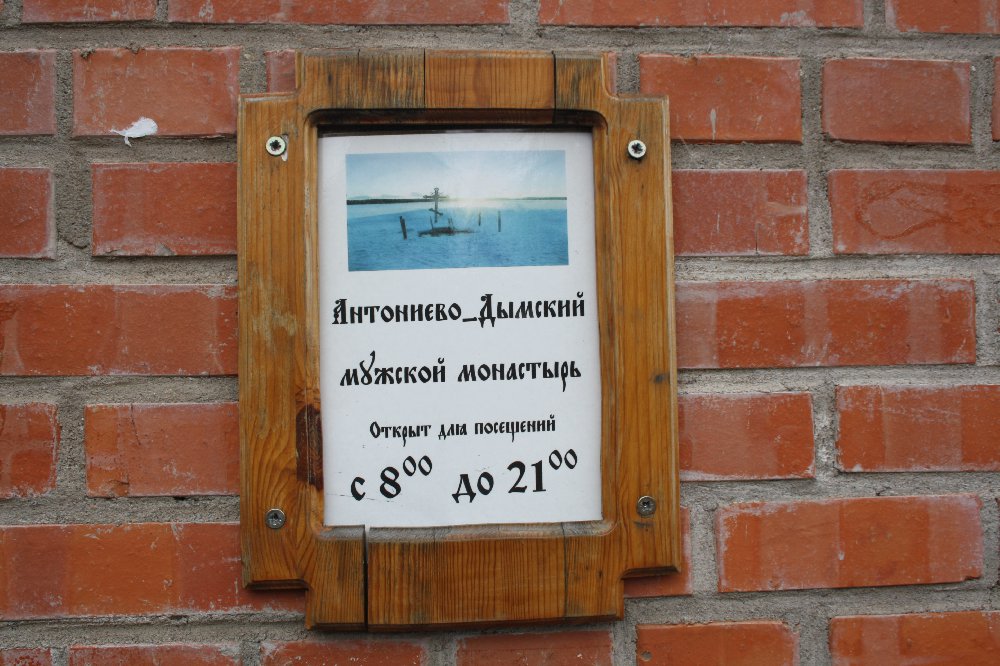 Антониево_Дымский
мужской монастырь
Открыт для посещений
с 8⁰⁰ до 21⁰⁰